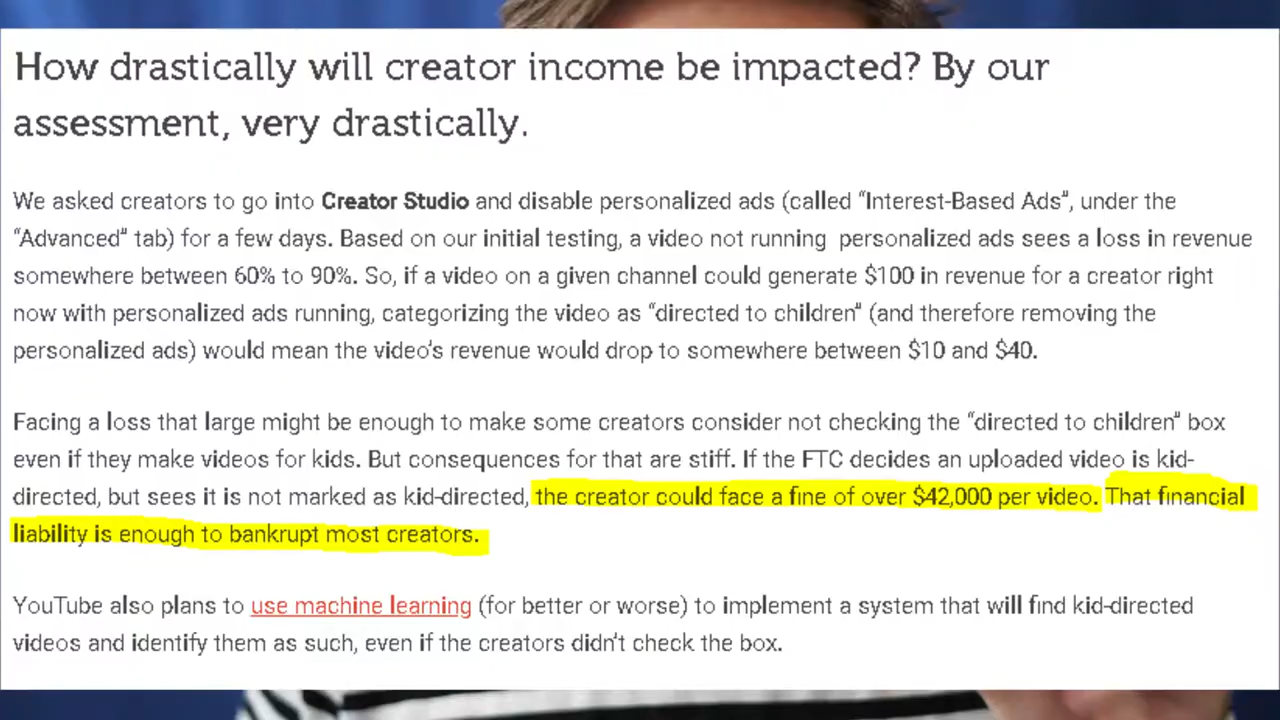 How drastically will creator income be impacted? By our
assessment, very drastically.
We asked creators to go into Creator Studio and disable personalized ads (called “Interest-Based Ads”, under the
“Advanced” tab) for a few days. Based on our initial testing, a video not running personalized ads sees a loss in revenue
somewhere between 60% to 90%. So, if a video on a given channel could generate $100 in revenue for a creator right
now with personalized ads running, categorizing the video as “directed to children” (and therefore removing the
personalized ads) would mean the video’s revenue would drop to somewhere between $10 and $40.
Facing a loss that large might be enough to make some creators consider not checking the “directed to children” box
even if they make videos for kids. But consequences for that are stiff. If the FTC decides an uploaded video is kid-
directed, but sees it is not marked as kid-directed, the creator could face a fine of over $42,000 per video. That financial
liability is enough to bankrupt most creators.
YouTube also plans to use machine learning (for better or worse) to implement a system that will find kid-directed
videos and identify them as such, even if the creators didn’t check the box.